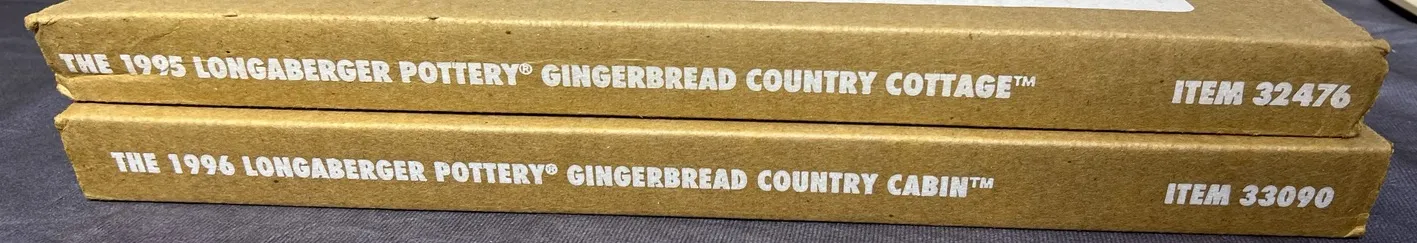 THE 1995 LONGABERGER POTTERY® GINGERBREAD COUNTRY COTTAGE™ ITEM 32476
THE 1996 LONGABERGER POTTERY® GINGERBREAD COUNTRY CABIN™ ITEM 33090